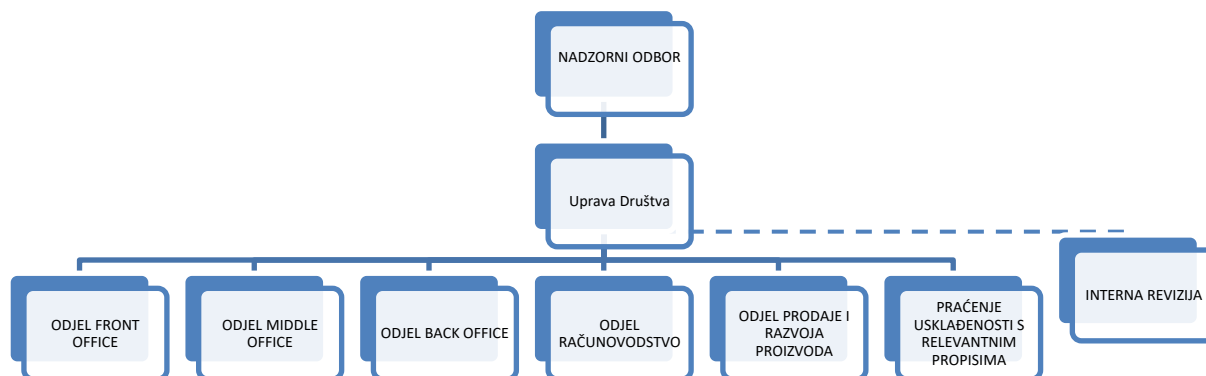 NADZORNI ODBOR
Uprava Društva
ODJEL FRONT
OFFICE
ODJEL MIDDLE
OFFICE
ODJEL BACK OFFICE
ODJEL
RAČUNOVODSTVO
ODJEL PRODAJE I
RAZVOJA
PROIZVODA
PRAĆENJE
USKLAĐENOSTI S
RELEVANTNIM
PROPISIMA
INTERNA REVIZIJA